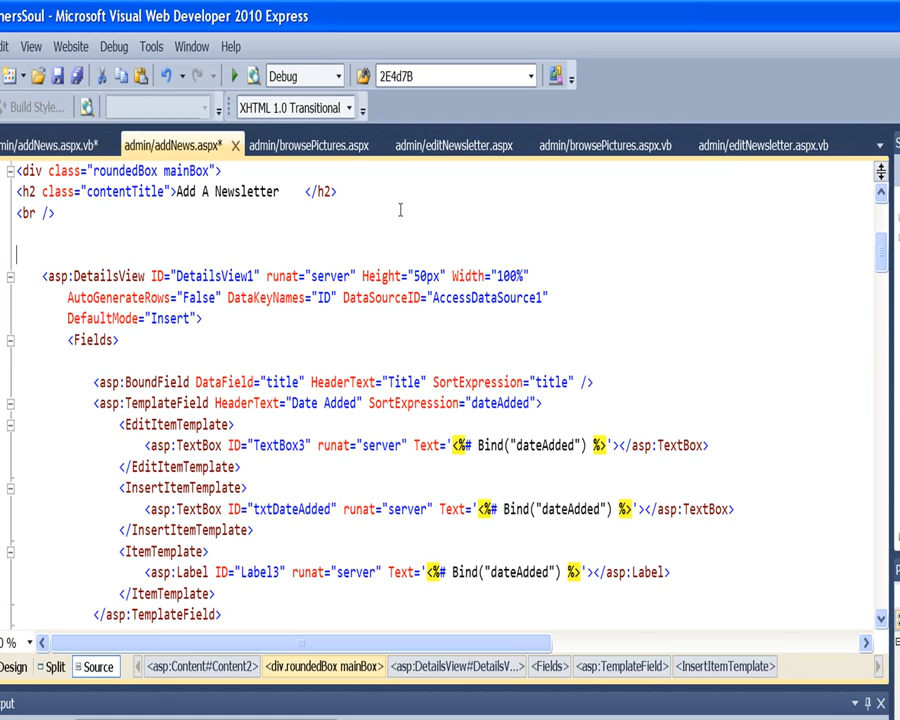 nersSoul - Microsoft Visual Web Developer 2010 Express
dit View Website Debug Tools Window Help
Debug 2E4d7B
Build Style... XHTML 1.0 Transitional
min/addNews.aspx.vb* admin/addNews.aspx* admin/browsePictures.aspx admin/editNewsletter.aspx admin/browsePictures.aspx.vb admin/editNewsletter.aspx.vb
<div class="roundedBox mainBox">
<h2 class="contentTitle">Add A Newsletter </h2>
<br />
<asp:DetailsView ID="DetailsView1" runat="server" Height="50px" Width="100%"
AutoGenerateRows="False" DataKeyNames="ID" DataSourceID="AccessDataSource1"
DefaultMode="Insert">
<Fields>
<asp:BoundField DataField="title" HeaderText="Title" SortExpression="title" />
<asp:TemplateField HeaderText="Date Added" SortExpression="dateAdded">
<EditItemTemplate>
<asp:TextBox ID="TextBox3" runat="server" Text='<%# Bind("dateAdded") %>'></asp:TextBox>
</EditItemTemplate>
<InsertItemTemplate>
<asp:TextBox ID="txtDateAdded" runat="server" Text='<%# Bind("dateAdded") %>'></asp:TextBox>
</InsertItemTemplate>
<ItemTemplate>
<asp:Label ID="Label3" runat="server" Text='<%# Bind("dateAdded") %>'></asp:Label>
</ItemTemplate>
</asp:TemplateField>
0 %
Design Split Source <asp:Content#Content2> <div.roundedBox mainBox> <asp:DetailsView#DetailsV...> <Fields> <asp:TemplateField> <InsertItemTemplate>
put